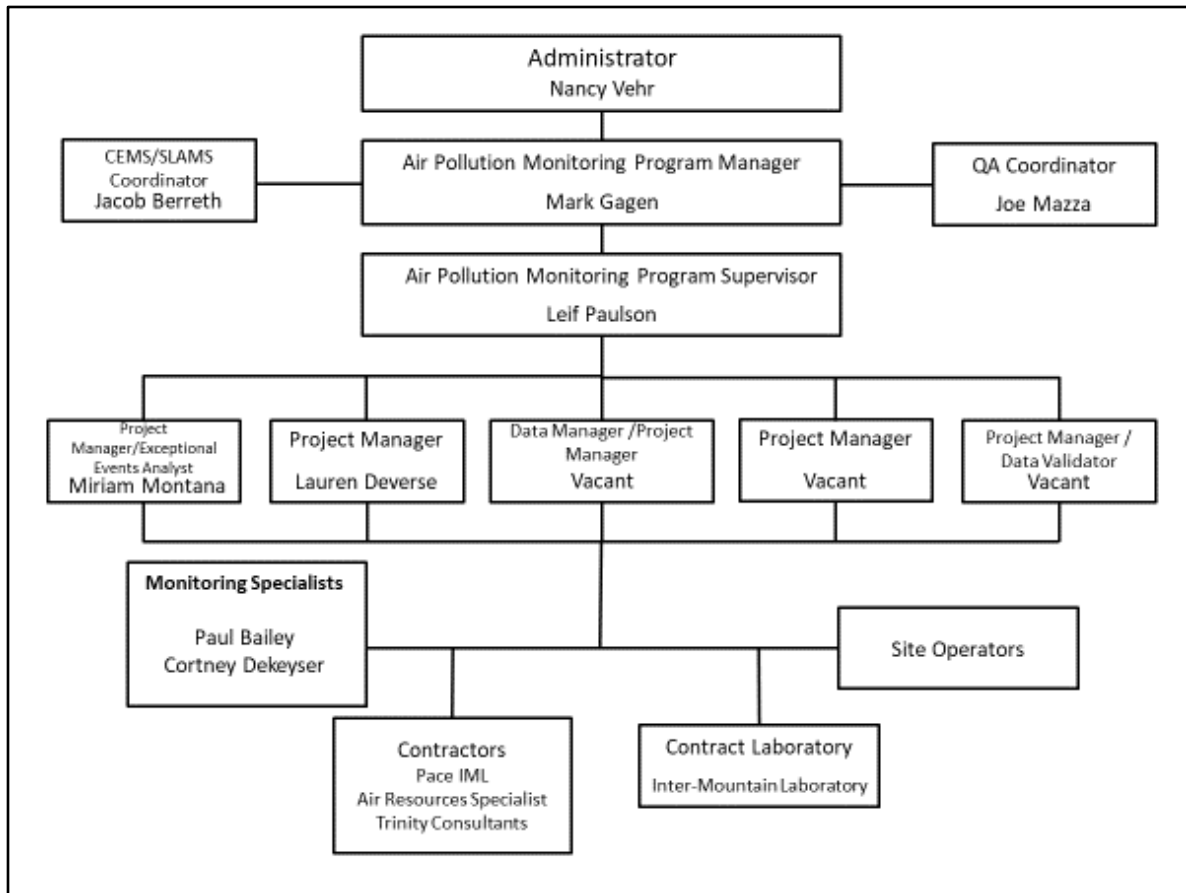 Administrator
Nancy Vehr
CEMS/SLAMS
Coordinator
Jacob Berreth
Air Pollution Monitoring Program Manager
Mark Gagen
QA Coordinator
Joe Mazza
Air Pollution Monitoring Program Supervisor
Leif Paulson
Project
Manager/Exceptional
Events Analyst
Miriam Montana
Project Manager
Lauren Deverse
Data Manager /Project
Manager
Vacant
Project Manager
Vacant
Project Manager /
Data Validator
Vacant
Monitoring Specialists
Paul Bailey
Cortney Dekeyser
Site Operators
Contractors
Pace IML
Air Resources Specialist
Trinity Consultants
Contract Laboratory
Inter-Mountain Laboratory